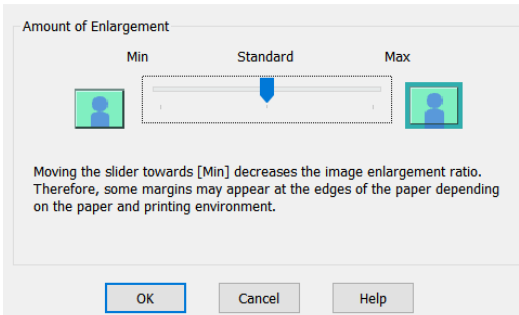 Amount of Enlargement
Min Standard Max
Moving the slider towards [Min] decreases the image enlargement ratio.
Therefore, some margins may appear at the edges of the paper depending
on the paper and printing environment.
OK Cancel Help